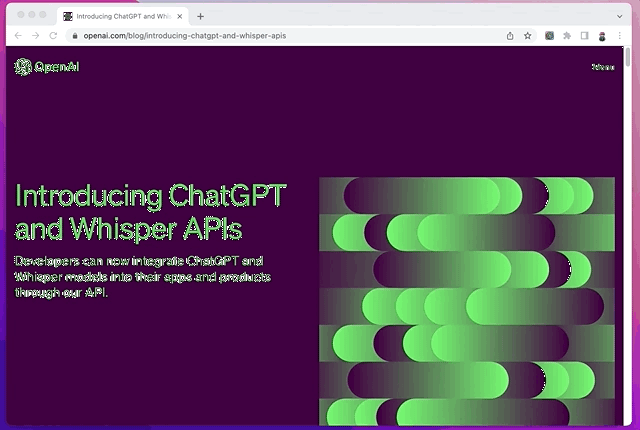 Introducing ChatGPT and Whis
openai.com/blog/introducing-chatgpt-and-whisper-apis
OpenAI
Menu
Introducing ChatGPT
and Whisper APIs
Developers can now integrate ChatGPT and
Whisper models into their apps and products
through our API.